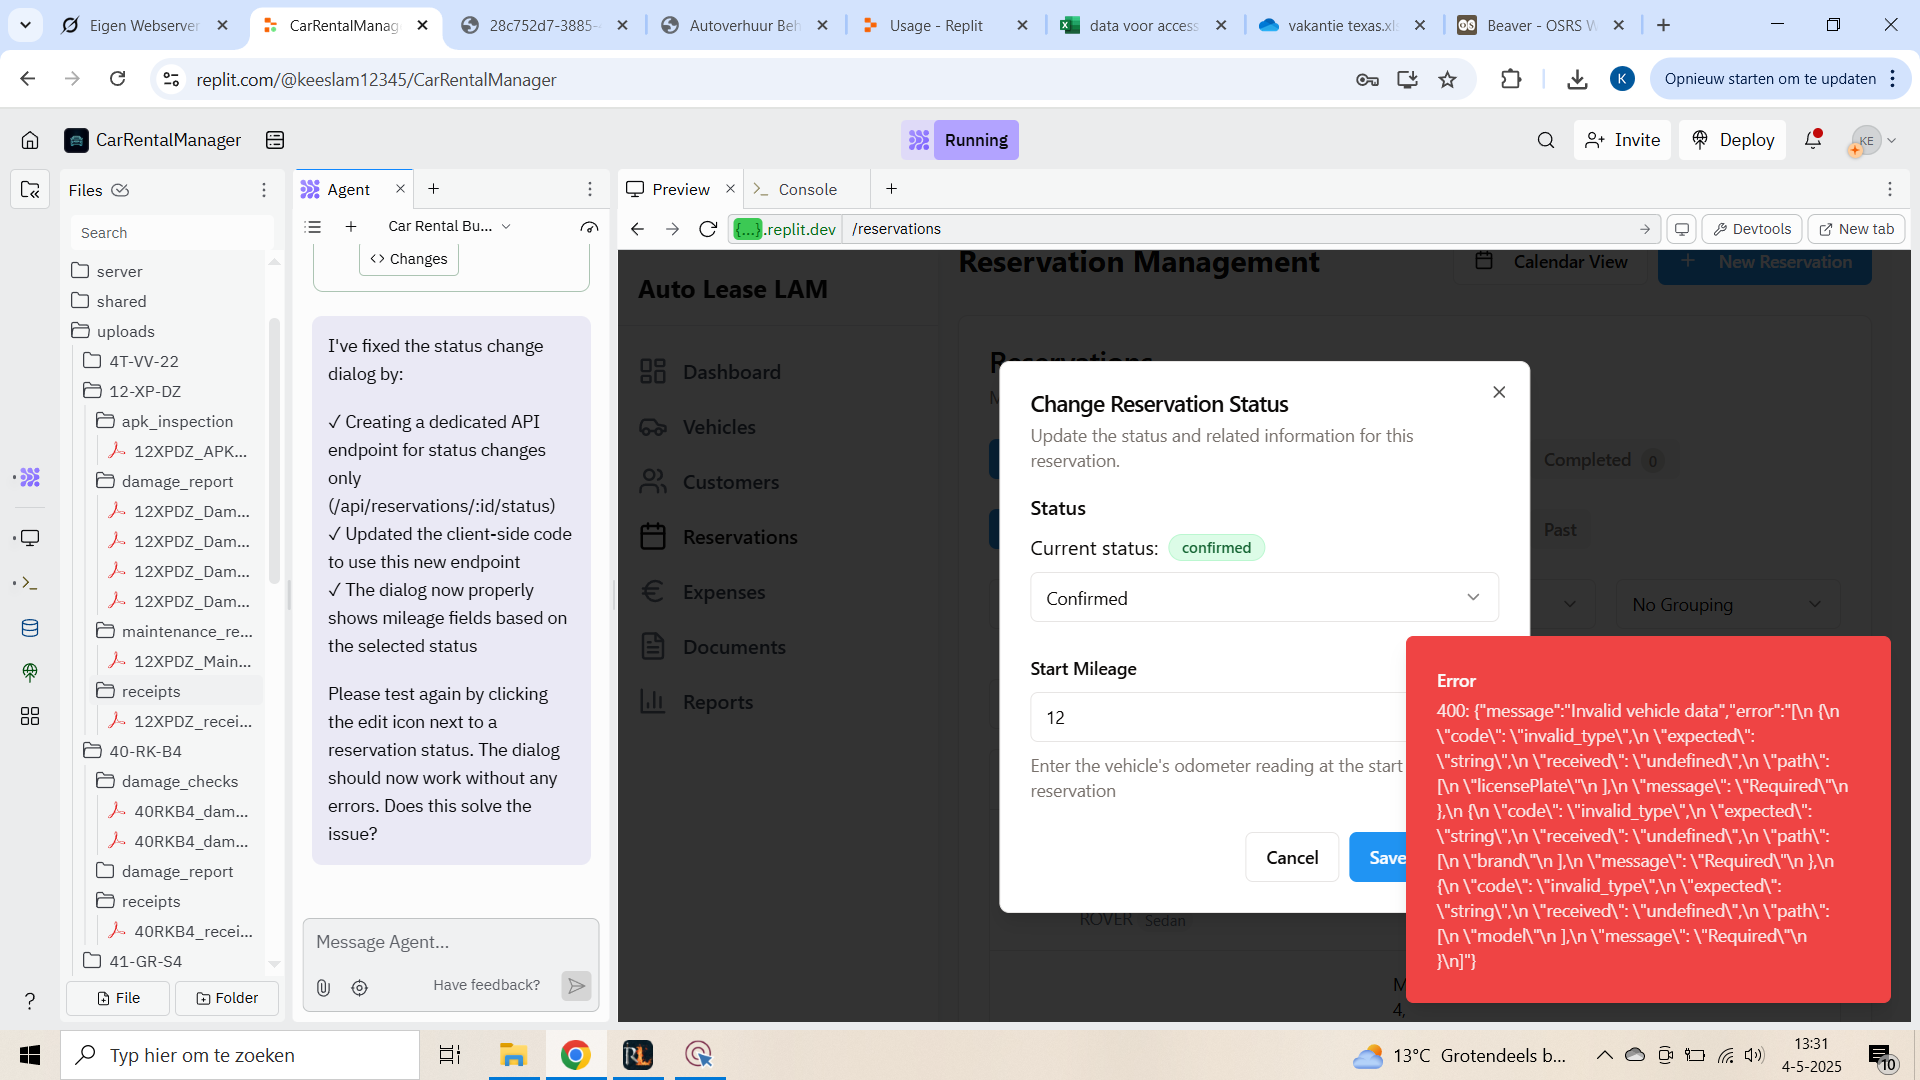 Eigen Webserver
CarRentalManage
28c752d7-3885-
Autoverhuur Beh
Usage - Replit
data voor access
vakantie texas.xls
Beaver - OSRS W
replit.com/@keeslam12345/CarRentalManager
K
Opnieuw starten om te updaten
CarRentalManager
Running
Invite
Deploy
KE
Files
Search
server
shared
uploads
4T-VV-22
12-XP-DZ
apk_inspection
12XPDZ_APK...
damage_report
12XPDZ_Dam...
12XPDZ_Dam...
12XPDZ_Dam...
12XPDZ_Dam...
maintenance_re...
12XPDZ_Main...
receipts
12XPDZ_recei...
40-RK-B4
damage_checks
40RKB4_dam...
40RKB4_dam...
damage_report
receipts
40RKB4_recei...
41-GR-S4
File
Folder
Agent
Car Rental Bu...
<> Changes
I've fixed the status change
dialog by:
✓ Creating a dedicated API
endpoint for status changes
only
(/api/reservations/:id/status)
✓ Updated the client-side code
to use this new endpoint
✓ The dialog now properly
shows mileage fields based on
the selected status
Please test again by clicking
the edit icon next to a
reservation status. The dialog
should now work without any
errors. Does this solve the
issue?
Message Agent...
Have feedback?
Preview
Console
{...}.replit.dev
/reservations
Devtools
New tab
Auto Lease LAM
Dashboard
Vehicles
Customers
Reservations
Expenses
Documents
Reports
Reservation Management
Calendar View
New Reservation
Reservations
Completed 0
Past
No Grouping
Change Reservation Status
Update the status and related information for this
reservation.
Status
Current status: confirmed
Confirmed
Start Mileage
12
Enter the vehicle's odometer reading at the start
reservation
Cancel
Save
ROVER Sedan
M
4,
Error
400: {"message":"Invalid vehicle data","error":"[\n {\n
\"code\": \"invalid_type\",\n \"expected\":
\"string\",\n \"received\": \"undefined\",\n \"path\":
[\n \"licensePlate\"\n ],\n \"message\": \"Required\"\n
},\n {\n \"code\": \"invalid_type\",\n \"expected\":
\"string\",\n \"received\": \"undefined\",\n \"path\":
[\n \"brand\"\n ],\n \"message\": \"Required\"\n },\n
{\n \"code\": \"invalid_type\",\n \"expected\":
\"string\",\n \"received\": \"undefined\",\n \"path\":
[\n \"model\"\n ],\n \"message\": \"Required\"\n
}\n]"}
Typ hier om te zoeken
13°C Grotendeels b...
13:31
4-5-2025
10